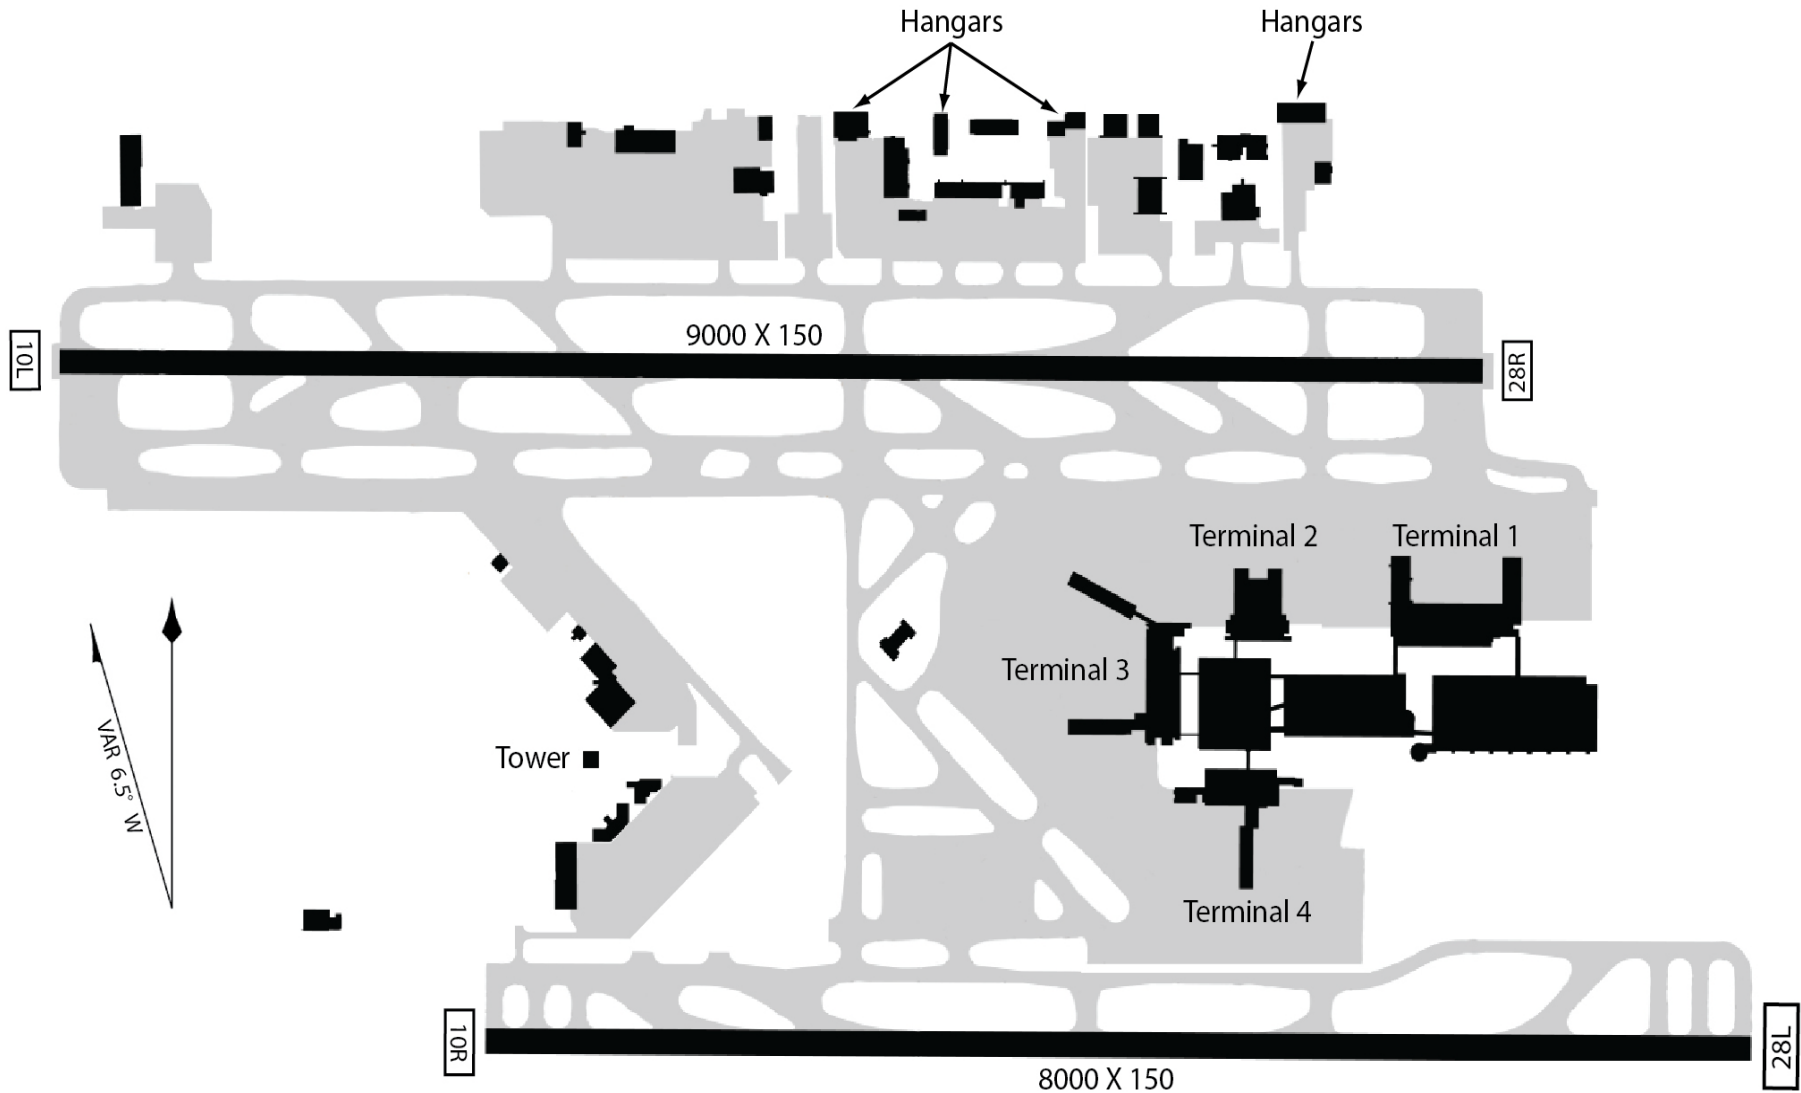 Hangars
Hangars
9000 X 150
10L
28R
Terminal 2
Terminal 1
Terminal 3
VAR 6.5° W
Tower
Terminal 4
10R
28L
8000 X 150